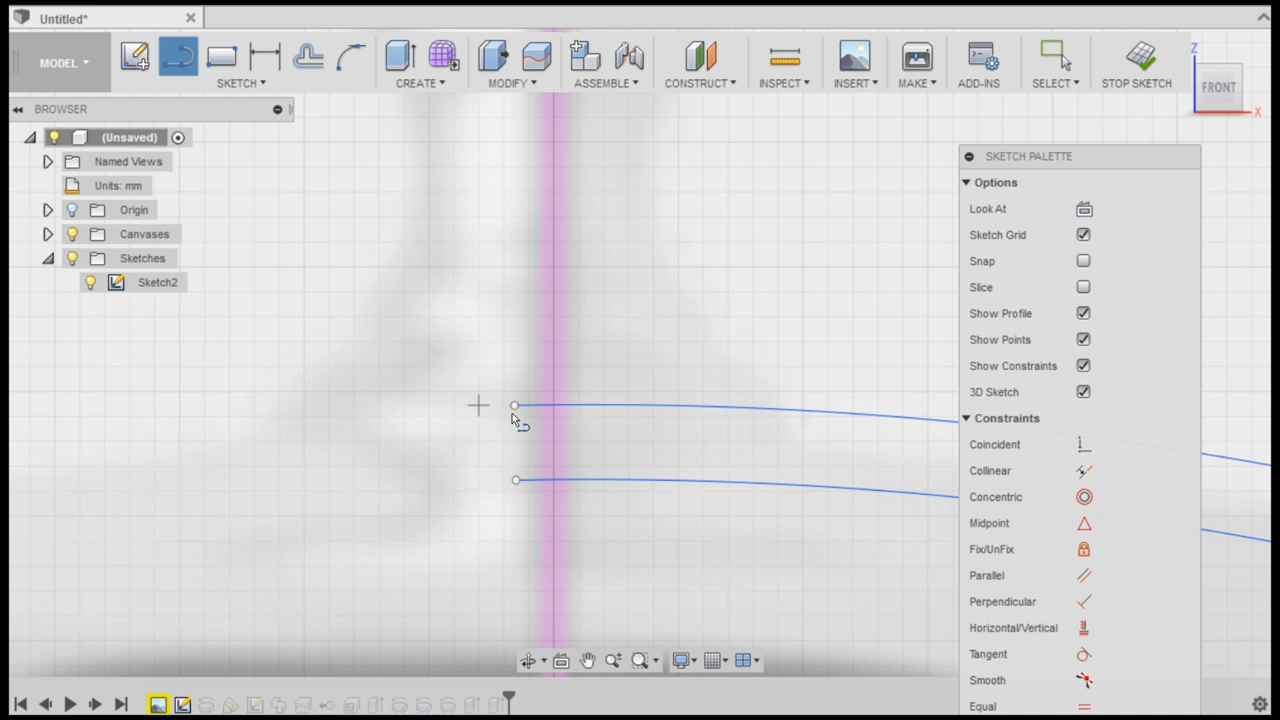 Untitled*
MODEL
SKETCH
CREATE
MODIFY
ASSEMBLE
CONSTRUCT
INSPECT
INSERT
MAKE
ADD-INS
SELECT
STOP SKETCH
Z
FRONT
X
BROWSER
(Unsaved)
Named Views
Units: mm
Origin
Canvases
Sketches
Sketch2
SKETCH PALETTE
Options
Look At
Sketch Grid
Snap
Slice
Show Profile
Show Points
Show Constraints
3D Sketch
Constraints
Coincident
Collinear
Concentric
Midpoint
Fix/UnFix
Parallel
Perpendicular
Horizontal/Vertical
Tangent
Smooth
Equal